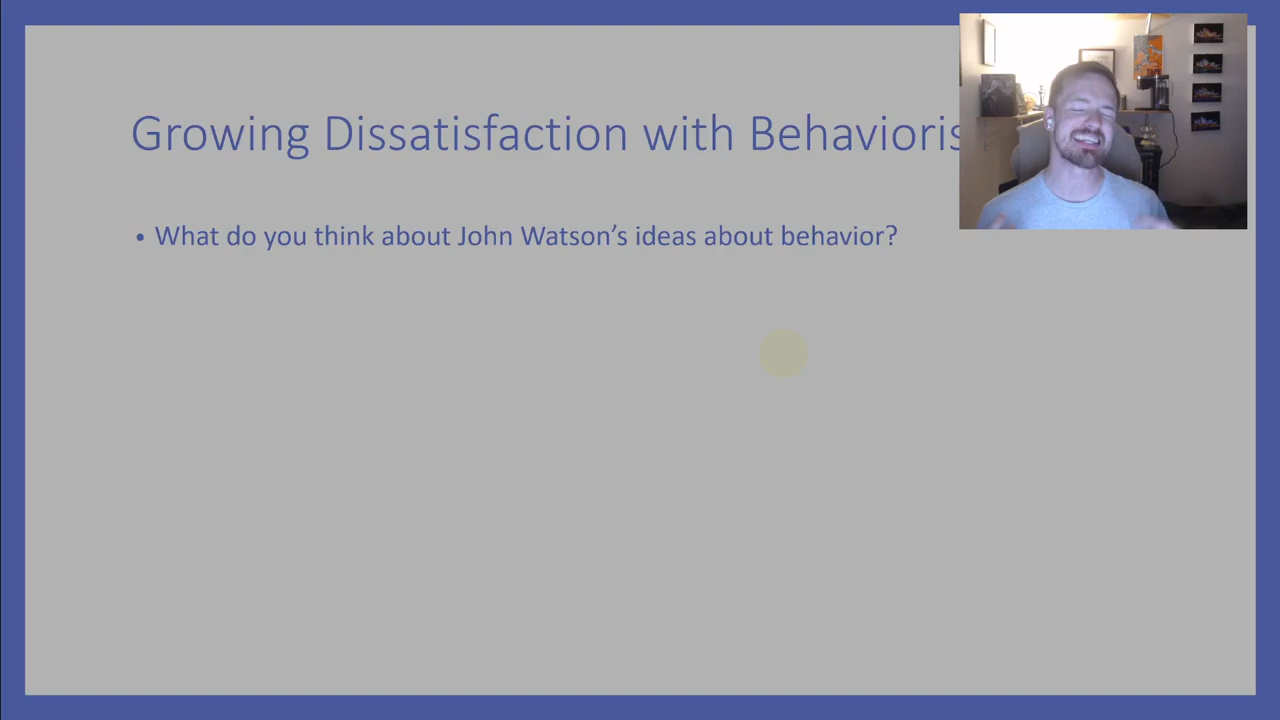 Growing Dissatisfaction with Behavioris
• What do you think about John Watson's ideas about behavior?